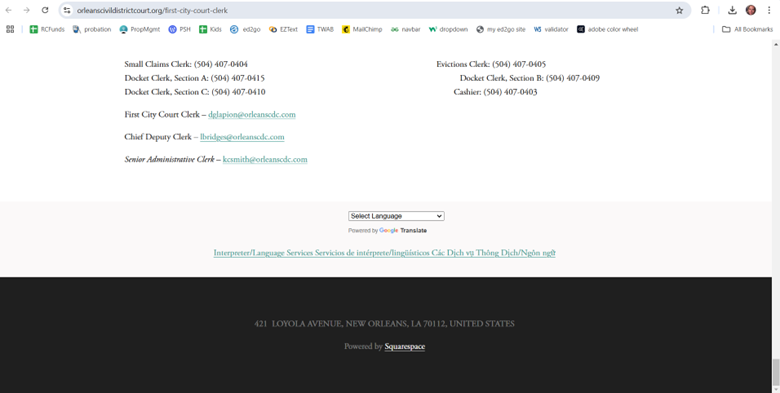 orleanscivildistrictcourt.org/first-city-court-clerk
RCFunds probation PropMgmt PSH Kids ed2go EZText TWAB MailChimp navbar dropdown my ed2go site validator adobe color wheel All Bookmarks
Small Claims Clerk: (504) 407-0404 Evictions Clerk: (504) 407-0405
Docket Clerk, Section A: (504) 407-0415 Docket Clerk, Section B: (504) 407-0409
Docket Clerk, Section C: (504) 407-0410 Cashier: (504) 407-0403
First City Court Clerk – dglapion@orleanscdc.com
Chief Deputy Clerk – lbridges@orleanscdc.com
Senior Administrative Clerk – kcsmith@orleanscdc.com
Select Language
Powered by Google Translate
Interpreter/Language Services Servicios de intérprete/lingüísticos Các Dịch vụ Thông Dịch/Ngôn ngữ
421 LOYOLA AVENUE, NEW ORLEANS, LA 70112, UNITED STATES
Powered by Squarespace